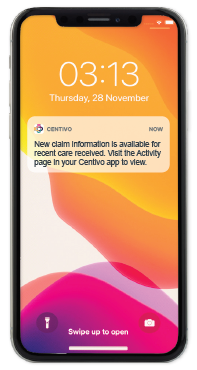 03:13
Thursday, 28 November
CENTIVO NOW
New claim information is available for
recent care received. Visit the Activity
page in your Centivo app to view.
Swipe up to open